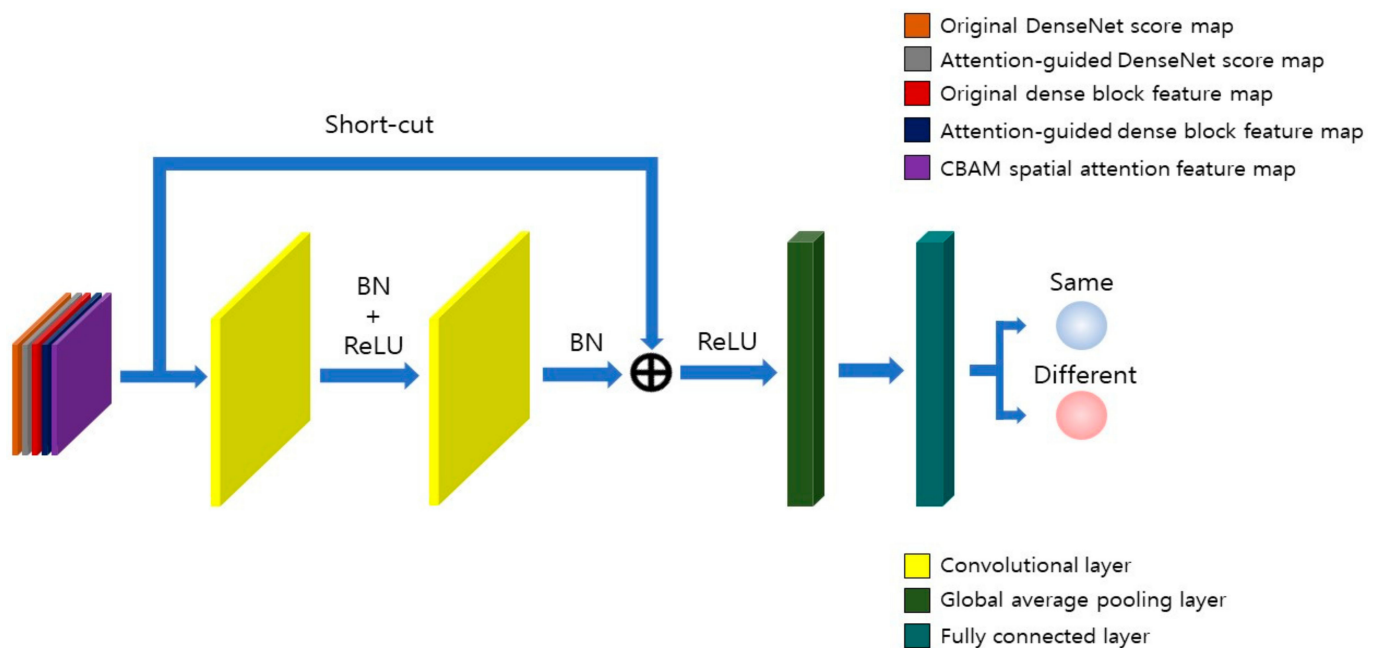 Original DenseNet score map
Attention-guided DenseNet score map
Original dense block feature map
Attention-guided dense block feature map
CBAM spatial attention feature map
Short-cut
BN
+
ReLU
BN
ReLU
Same
Different
Convolutional layer
Global average pooling layer
Fully connected layer